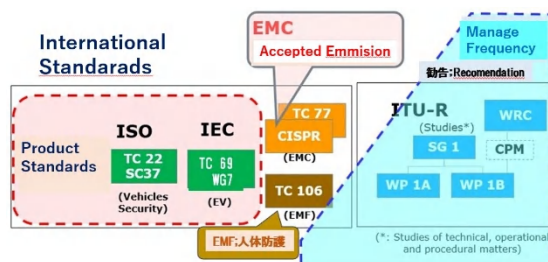 International
Standarads
EMC
Accepted Emmision
Manage
Frequency
勧告;Recomendation
Product
Standards
ISO
TC 22
SC37
(Vehicles
Security)
IEC
TC 69
WG7
(EV)
TC 77
CISPR
(EMC)
TC 106
(EMF)
EMF;人体防護
ITU-R
(Studies*)
WRC
SG 1
CPM
WP 1A
WP 1B
(*: Studies of technical, operational
and procedural matters)